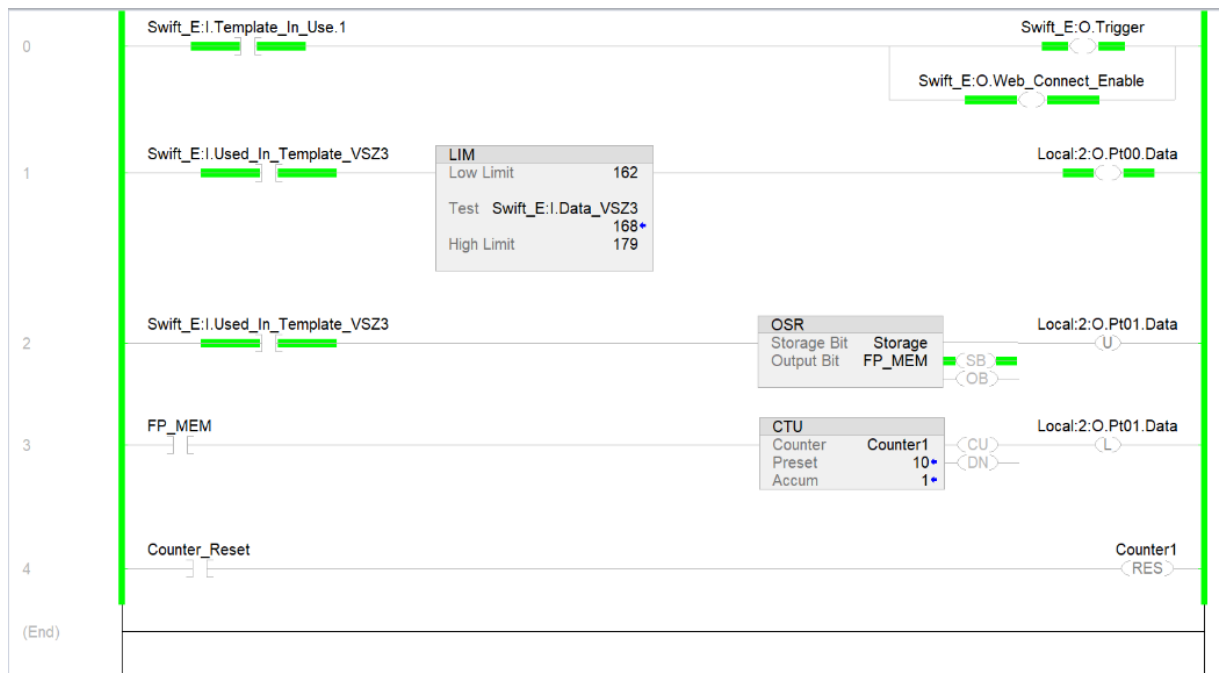 Swift_E:I.Template_In_Use.1 Swift_E:O.Trigger
0
Swift_E:O.Web_Connect_Enable
Swift_E:I.Used_In_Template_VSZ3 LIM Local:2:O.Pt00.Data
1 Low Limit 162
Test Swift_E:I.Data_VSZ3
168
High Limit 179
Swift_E:I.Used_In_Template_VSZ3 OSR Local:2:O.Pt01.Data
2 Storage Bit Storage U
Output Bit FP_MEM SB
OB
FP_MEM CTU Local:2:O.Pt01.Data
3 Counter Counter1 CU L
Preset 10 DN
Accum 1
Counter_Reset Counter1
4 RES
(End)